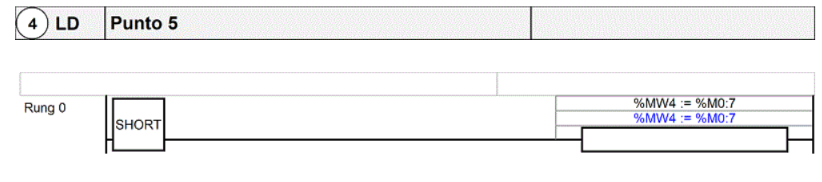 4 LD Punto 5
Rung 0
SHORT
%MW4 := %M0:7
%MW4 := %M0:7